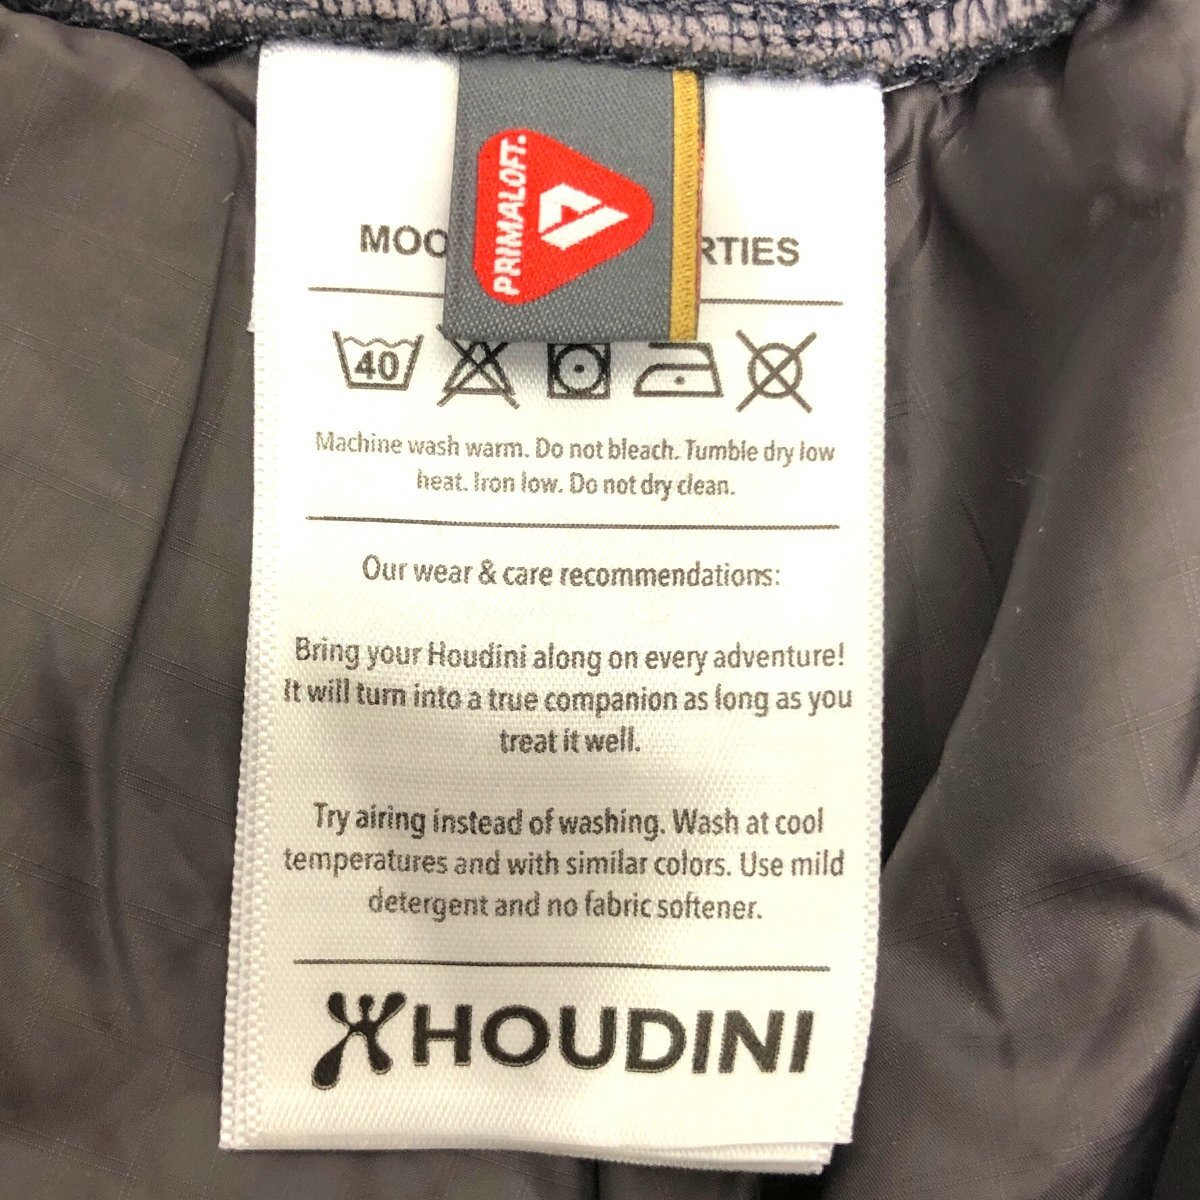 PRIMALOFT.
MOO RTIES
40
Machine wash warm. Do not bleach. Tumble dry low
heat. Iron low. Do not dry clean.
Our wear & care recommendations:
Bring your Houdini along on every adventure!
It will turn into a true companion as long as you
treat it well.
Try airing instead of washing. Wash at cool
temperatures and with similar colors. Use mild
detergent and no fabric softener.
HOUDINI